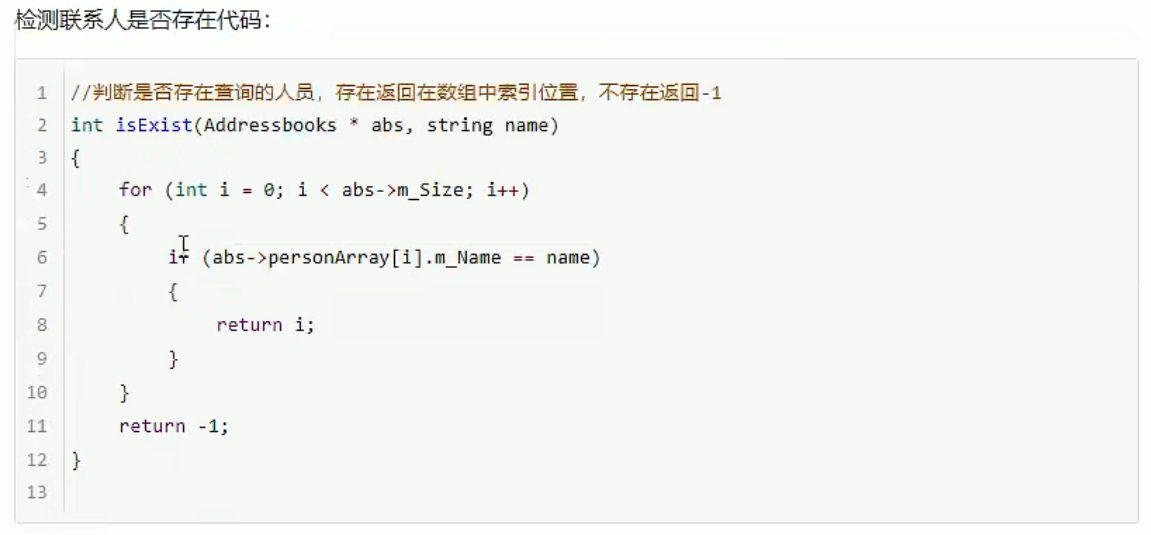 检测联系人是否存在代码：
1 //判断是否存在查询的人员，存在返回在数组中索引位置，不存在返回-1
2 int isExist(Addressbooks * abs, string name)
3 {
4     for (int i = 0; i < abs->m_Size; i++)
5     {
6         if (abs->personArray[i].m_Name == name)
7         {
8             return i;
9         }
10     }
11     return -1;
12 }
13